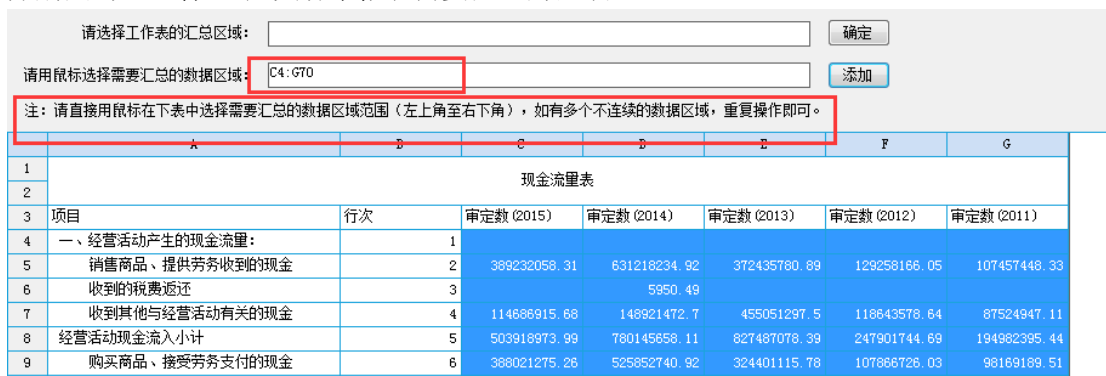 请选择工作表的汇总区域： 确定
请用鼠标选择需要汇总的数据区域： C4:G70 添加
注：请直接用鼠标在下表中选择需要汇总的数据区域范围（左上角至右下角），如有多个不连续的数据区域，重复操作即可。
A B C D E F G
1 现金流量表
2
3 项目 行次 审定数(2015) 审定数(2014) 审定数(2013) 审定数(2012) 审定数(2011)
4 一、经营活动产生的现金流量： 1
5 销售商品、提供劳务收到的现金 2 389232058.31 631218234.92 372435780.89 129258166.05 107457448.33
6 收到的税费返还 3 5950.49
7 收到其他与经营活动有关的现金 4 114686915.68 148921472.7 455051297.5 118643578.64 87524947.11
8 经营活动现金流入小计 5 503918973.99 780145658.11 827487078.39 247901744.69 194982395.44
9 购买商品、接受劳务支付的现金 6 388021275.26 525852740.92 324401115.78 107866726.03 98169189.51